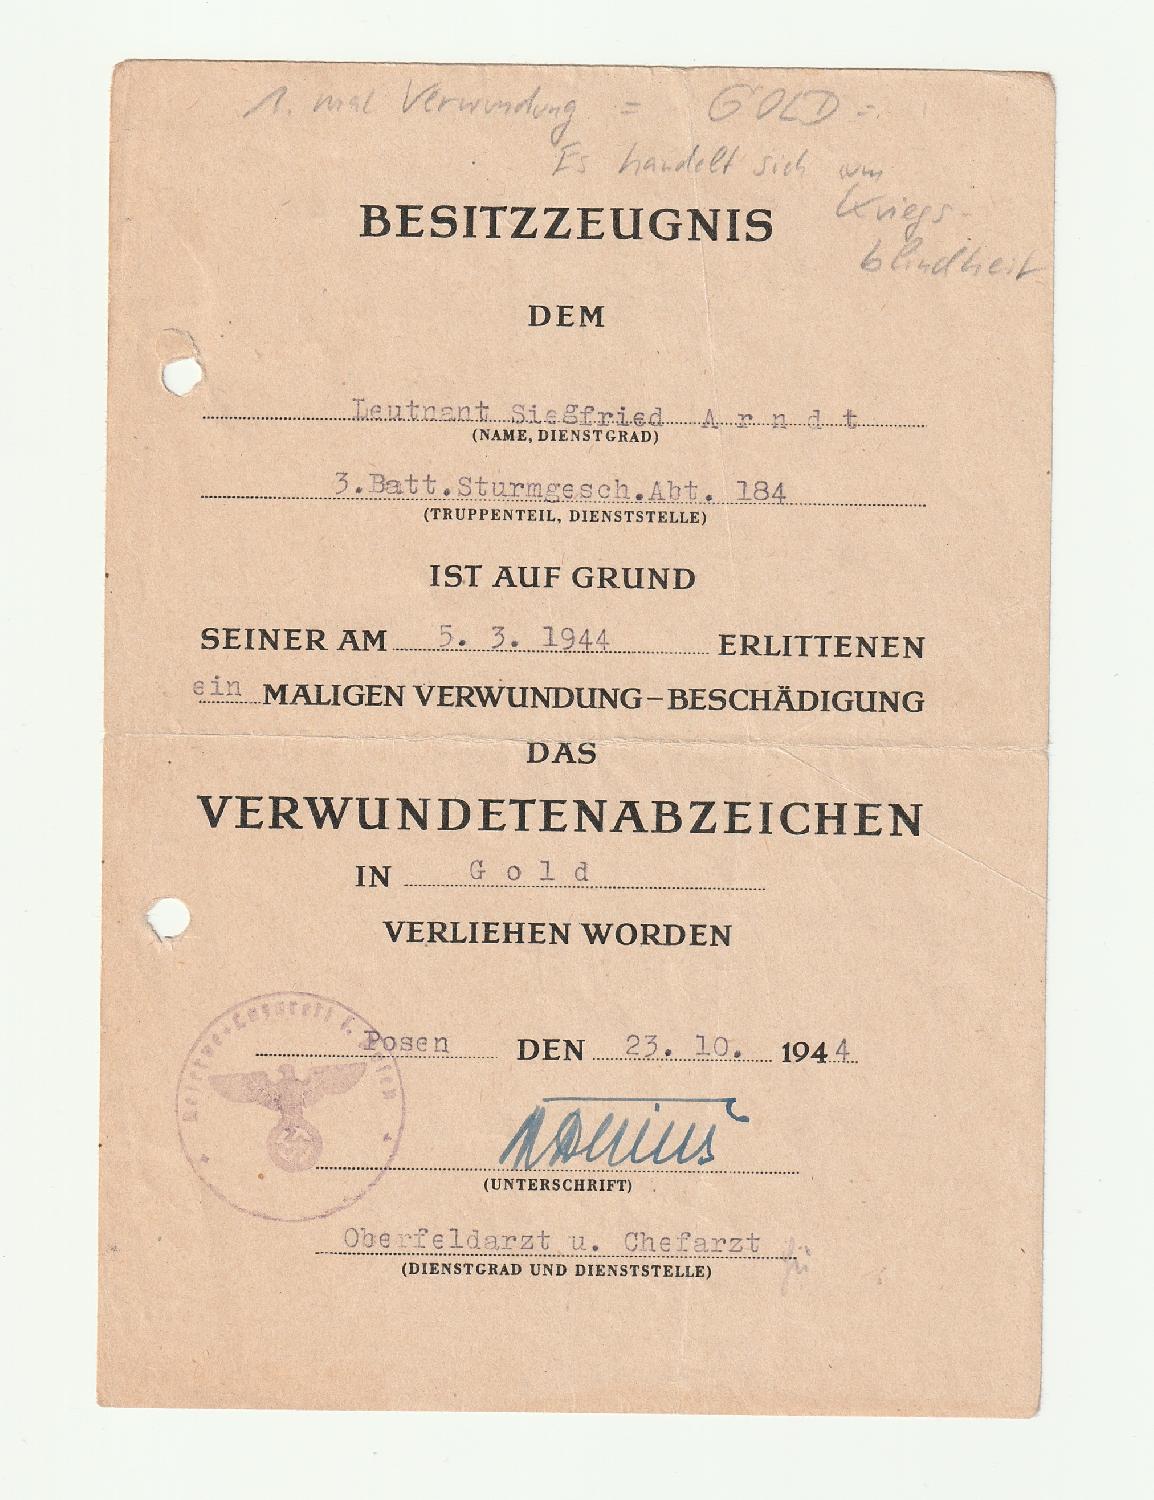 1. mal Verwundung = GOLD =
Es handelt sich um
Kriegs-
blindheit
BESITZZEUGNIS
DEM
Leutnant Siegfried A r n d t
(NAME, DIENSTGRAD)
3.Batt.Sturmgesch.Abt. 184
(TRUPPENTEIL, DIENSTSTELLE)
IST AUF GRUND
SEINER AM 5. 3. 1944 ERLITTENEN
ein MALIGEN VERWUNDUNG-BESCHÄDIGUNG
DAS
VERWUNDETENABZEICHEN
IN G o l d
VERLIEHEN WORDEN
Reserve-Lazarett
Posen DEN 23. 10. 1944
(UNTERSCHRIFT)
Oberfeldarzt u. Chefarzt
(DIENSTGRAD UND DIENSTSTELLE)